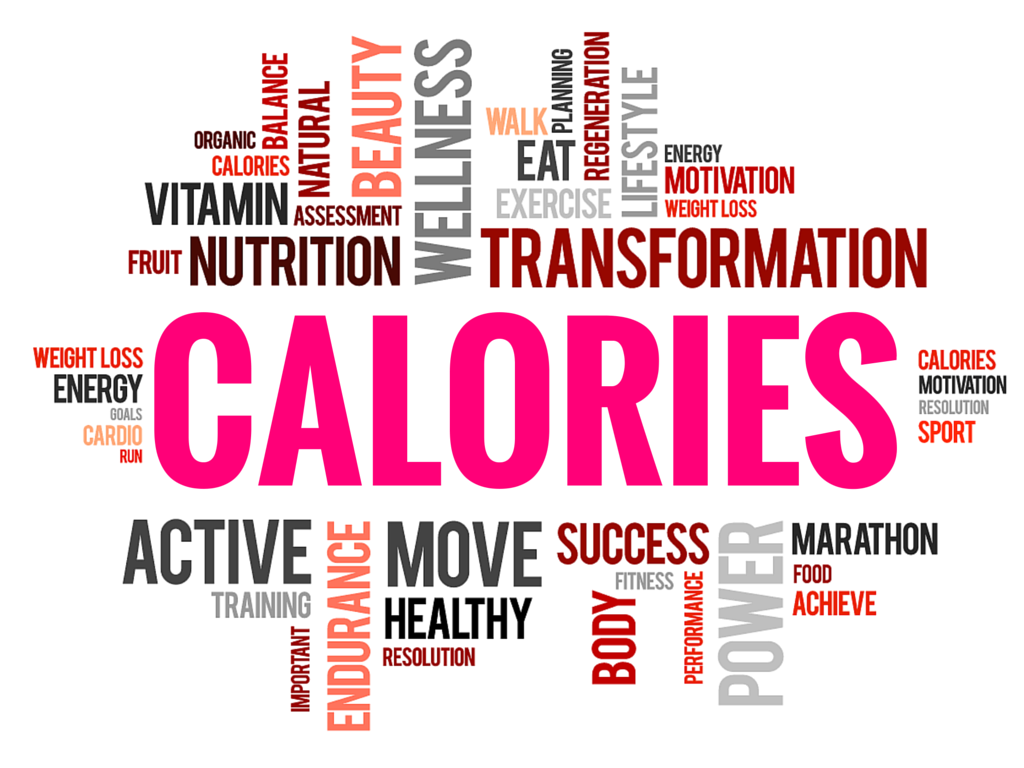 BALANCE
ORGANIC
CALORIES
NATURAL
BEAUTY
WELLNESS
VITAMIN
ASSESSMENT
FRUIT
NUTRITION
WALK
PLANNING
REGENERATION
LIFESTYLE
EAT
EXERCISE
ENERGY
MOTIVATION
WEIGHT LOSS
TRANSFORMATION
WEIGHT LOSS
ENERGY
GOALS
CARDIO
RUN
CALORIES
CALORIES
MOTIVATION
RESOLUTION
SPORT
ACTIVE
TRAINING
IMPORTANT
ENDURANCE
MOVE
HEALTHY
RESOLUTION
SUCCESS
FITNESS
BODY
PERFORMANCE
POWER
MARATHON
FOOD
ACHIEVE